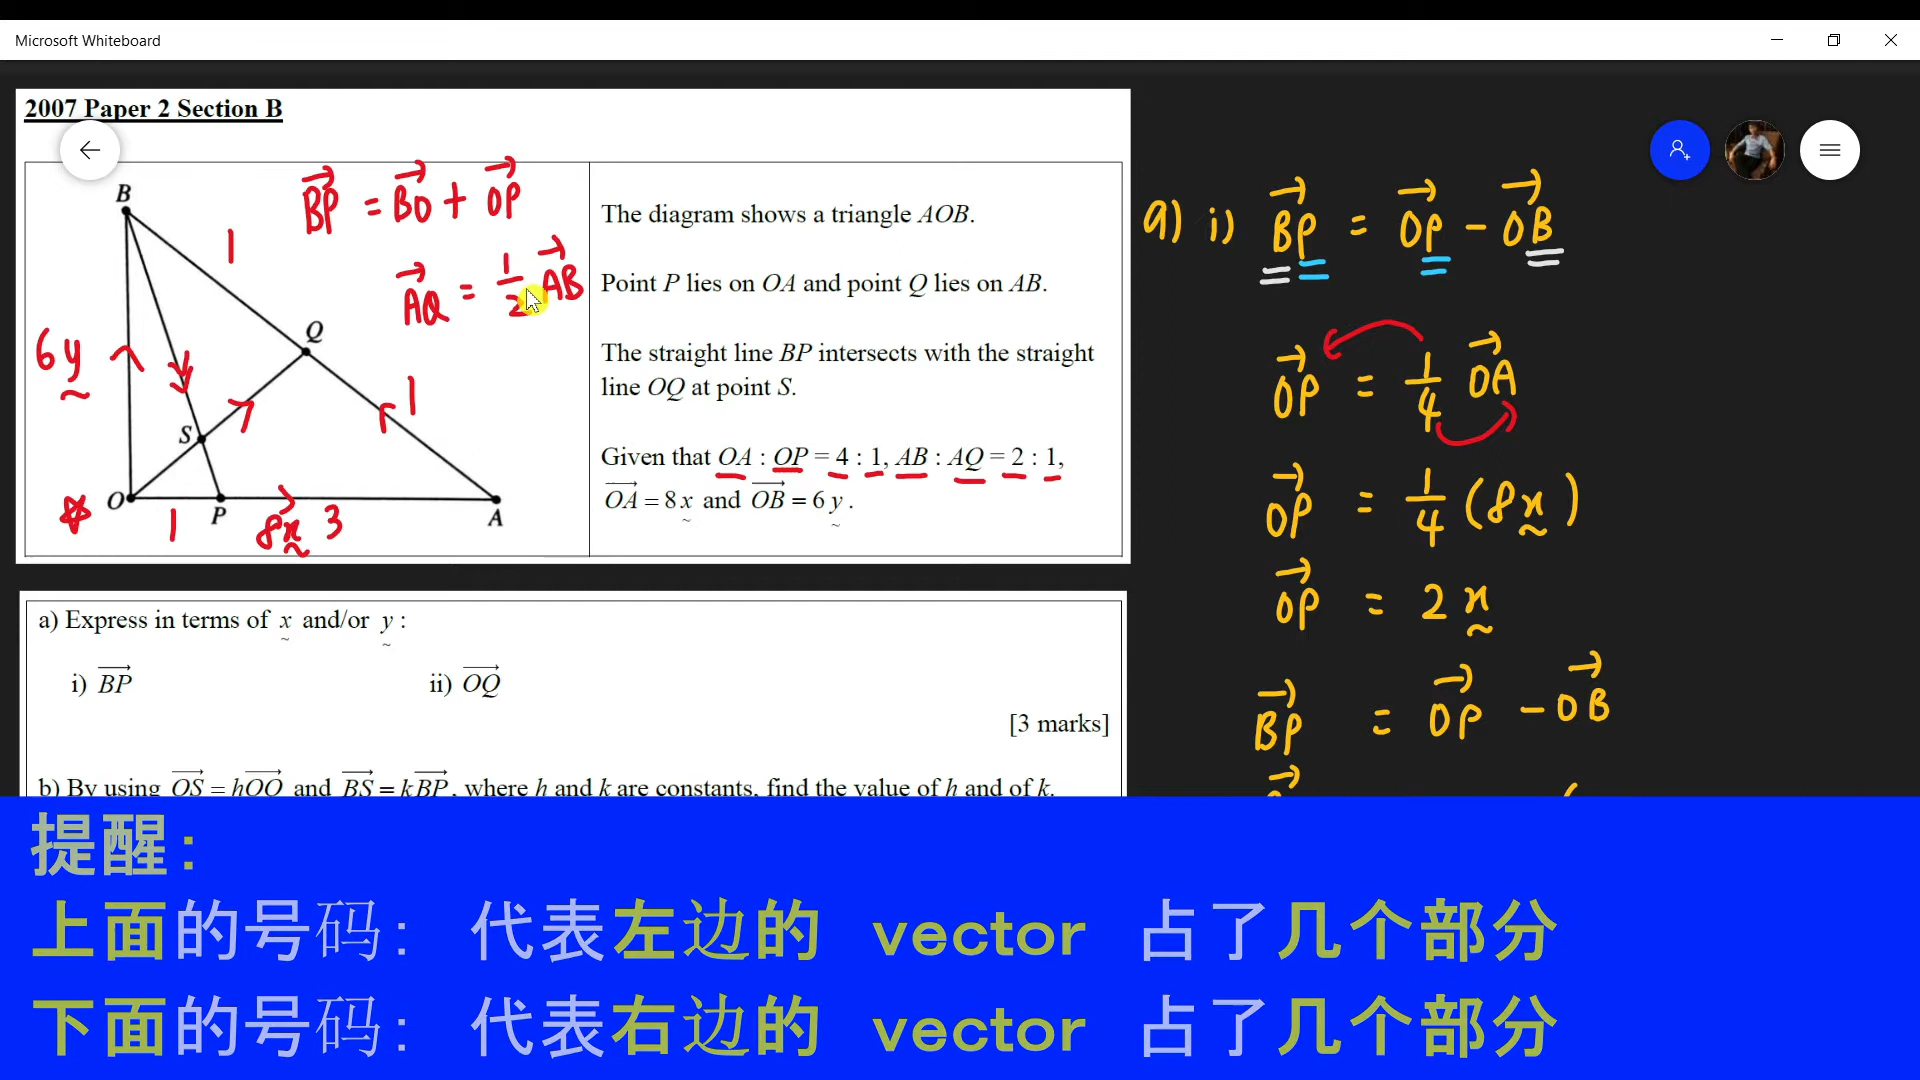 Microsoft Whiteboard
2007 Paper 2 Section B
B
Q
S
O
P
A
6y
1
1
1
8x 3
BP = BO + OP
AQ = 1/2 AB
The diagram shows a triangle AOB.
Point P lies on OA and point Q lies on AB.
The straight line BP intersects with the straight
line OQ at point S.
Given that OA : OP = 4 : 1, AB : AQ = 2 : 1,
OA = 8x and OB = 6y .
a) Express in terms of x and/or y :
i) BP
ii) OQ
[3 marks]
b) By using OS = hOQ and BS = kBP, where h and k are constants, find the value of h and of k.
a) i) BP = OP - OB
OP = 1/4 OA
OP = 1/4 (8x)
OP = 2x
BP = OP - OB
提醒:
上面的号码: 代表左边的 vector 占了几个部分
下面的号码: 代表右边的 vector 占了几个部分